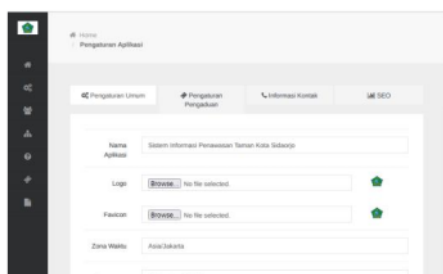 Home
Pengaturan Aplikasi
Pengaturan Umum
Pengaturan
Pengaduan
Informasi Kontak
SEO
Nama
Aplikasi
Sistem Informasi Pengawasan Taman Kota Sidoarjo
Logo
Browse... No file selected.
Favicon
Browse... No file selected.
Zona Waktu
Asia/Jakarta